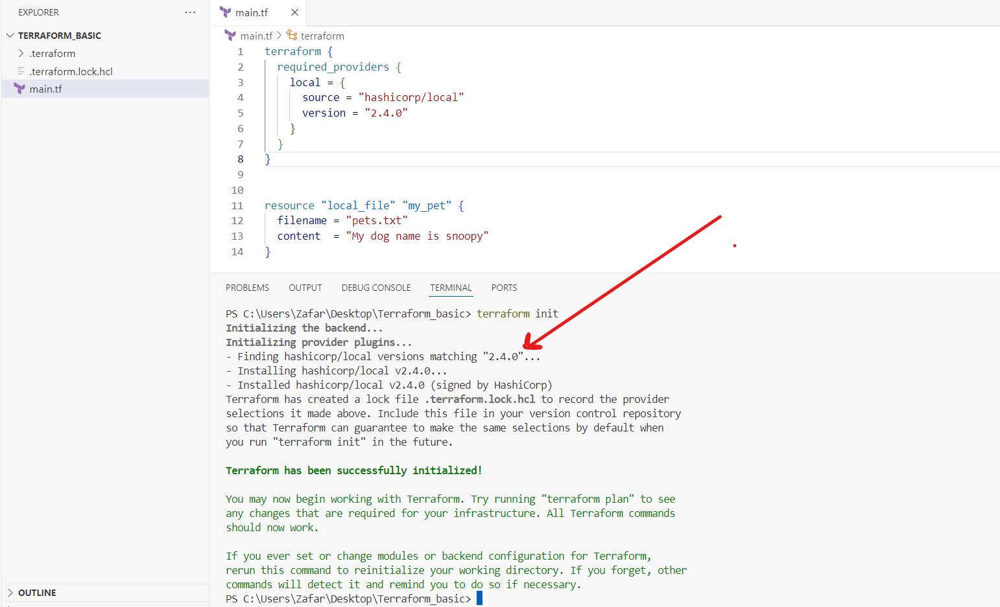 EXPLORER
...
TERRAFORM_BASIC
.terraform
.terraform.lock.hcl
main.tf
OUTLINE
main.tf
main.tf > terraform
1 terraform {
2   required_providers {
3     local = {
4       source = "hashicorp/local"
5       version = "2.4.0"
6     }
7   }
8 }
9
10
11 resource "local_file" "my_pet" {
12   filename = "pets.txt"
13   content  = "My dog name is snoopy"
14 }
PROBLEMS OUTPUT DEBUG CONSOLE TERMINAL PORTS
PS C:\Users\Zafar\Desktop\Terraform_basic> terraform init
Initializing the backend...
Initializing provider plugins...
- Finding hashicorp/local versions matching "2.4.0"...
- Installing hashicorp/local v2.4.0...
- Installed hashicorp/local v2.4.0 (signed by HashiCorp)
Terraform has created a lock file .terraform.lock.hcl to record the provider
selections it made above. Include this file in your version control repository
so that Terraform can guarantee to make the same selections by default when
you run "terraform init" in the future.
Terraform has been successfully initialized!
You may now begin working with Terraform. Try running "terraform plan" to see
any changes that are required for your infrastructure. All Terraform commands
should now work.
If you ever set or change modules or backend configuration for Terraform,
rerun this command to reinitialize your working directory. If you forget, other
commands will detect it and remind you to do so if necessary.
PS C:\Users\Zafar\Desktop\Terraform_basic>